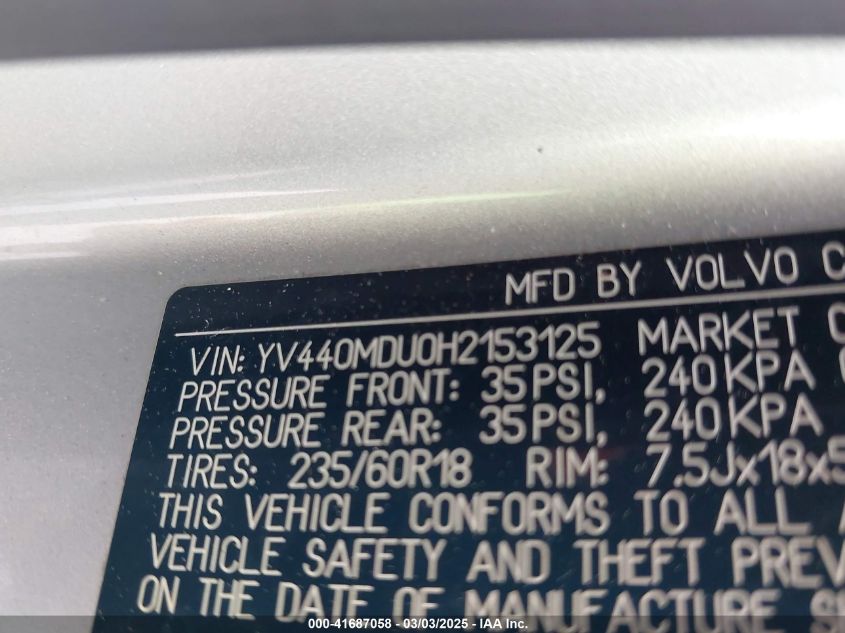 MFD BY VOLVO C
VIN: YV440MDU0H2153125 MARKET C
PRESSURE FRONT: 35PSI, 240KPA
PRESSURE REAR: 35PSI, 240KPA
TIRES: 235/60R18 RIM: 7.5Jx18x5
THIS VEHICLE CONFORMS TO ALL A
VEHICLE SAFETY AND THEFT PREV
ON THE DATE OF MANUFACTURE S
000-41687058 - 03/03/2025 - IAA Inc.